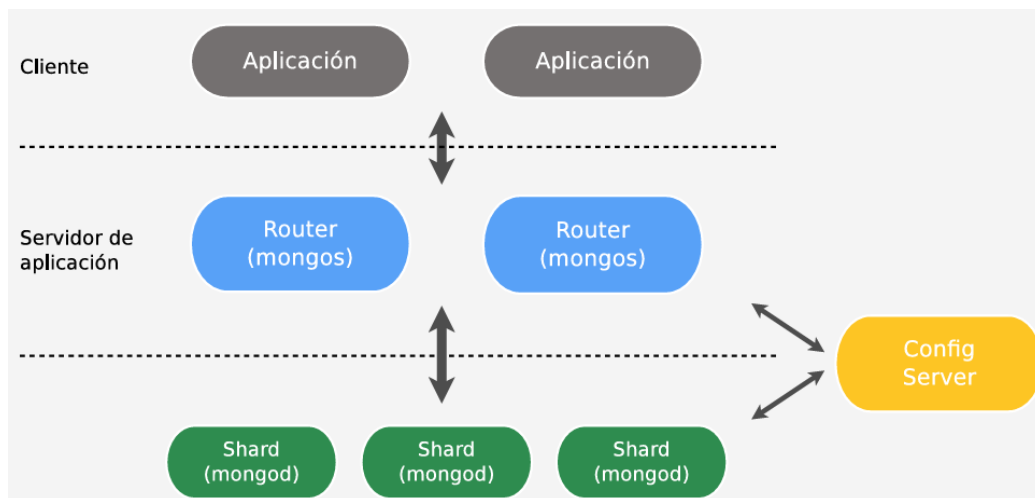 Cliente
Aplicación
Aplicación
Servidor de
aplicación
Router
(mongos)
Router
(mongos)
Config
Server
Shard
(mongod)
Shard
(mongod)
Shard
(mongod)